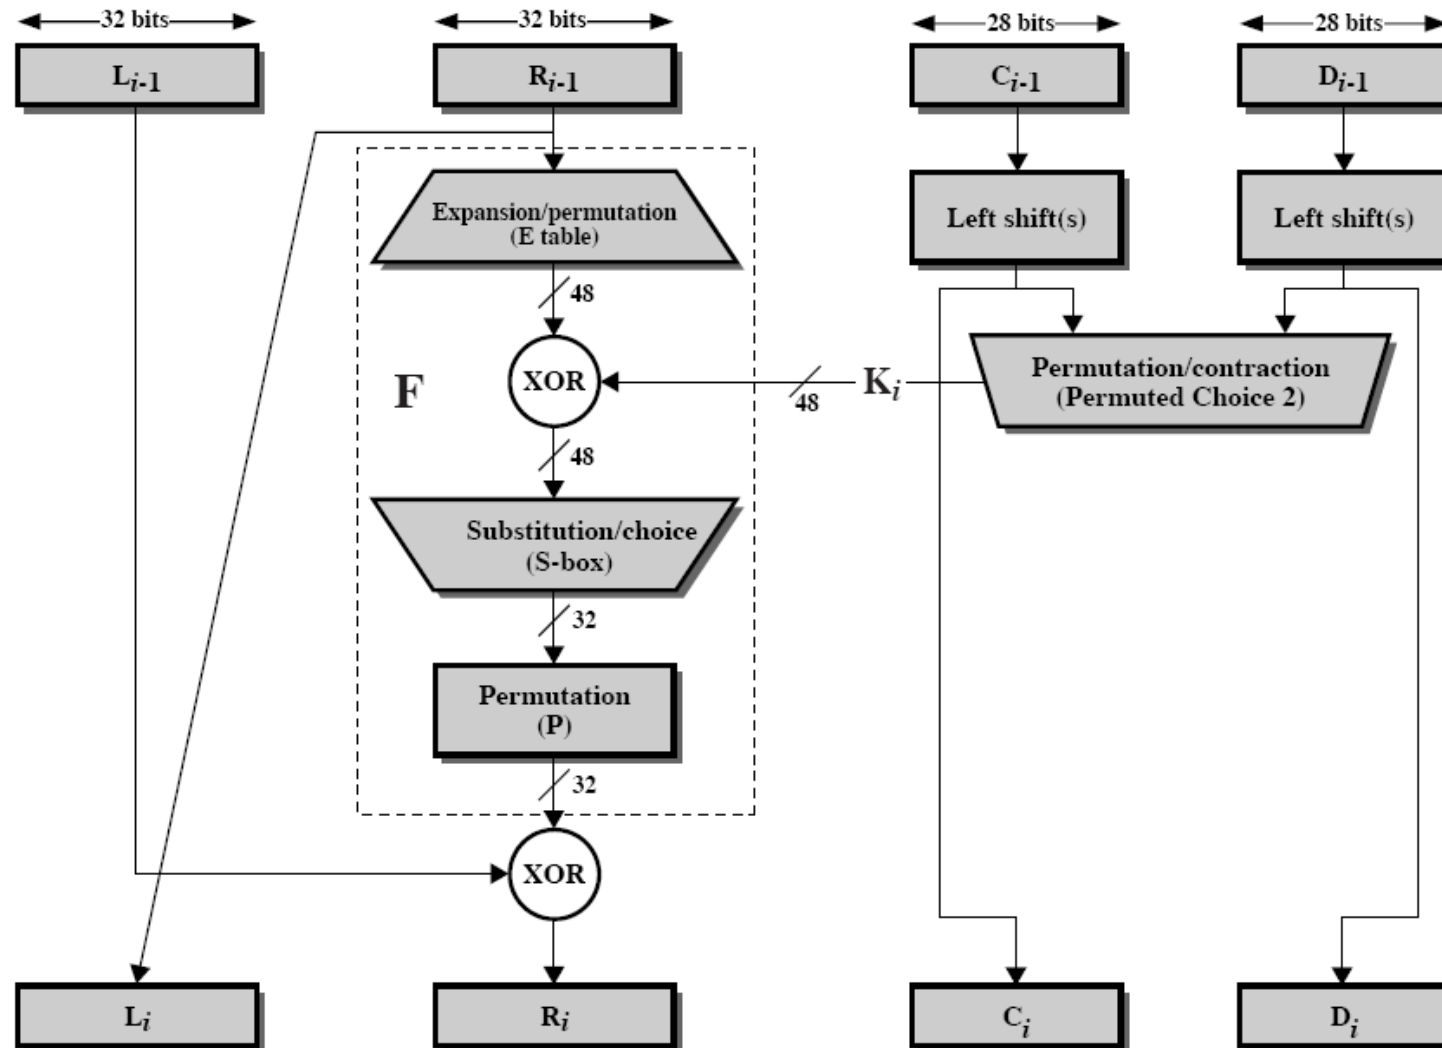 32 bits
32 bits
28 bits
28 bits
Li-1
Ri-1
Ci-1
Di-1
Expansion/permutation
(E table)
Left shift(s)
Left shift(s)
48
F
XOR
48
Ki
Permutation/contraction
(Permuted Choice 2)
48
Substitution/choice
(S-box)
32
Permutation
(P)
32
XOR
Li
Ri
Ci
Di